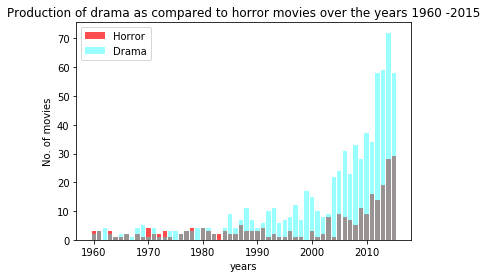 Production of drama as compared to horror movies over the years 1960 -2015
Horror
Drama
No. of movies
70
60
50
40
30
20
10
0
1960 1970 1980 1990 2000 2010
years